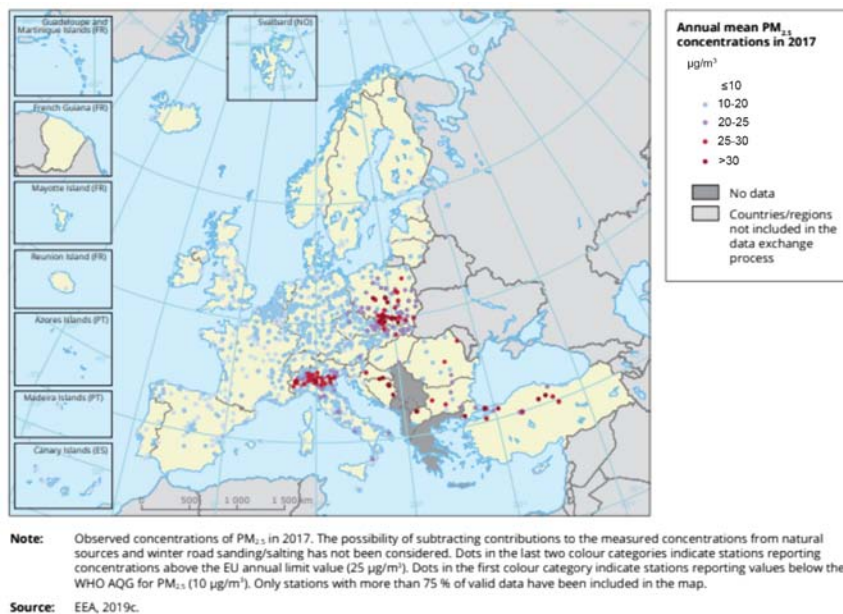 Guadeloupe and
Martinique Islands (FR)
Svalbard (NO)
French Guiana (FR)
Mayotte Island (FR)
Reunion Island (FR)
Azores Islands (PT)
Madeira Islands (PT)
Canary Islands (ES)
0 500 1 000 1 500 km
Annual mean PM₂.₅
concentrations in 2017
µg/m³
≤10
10-20
20-25
25-30
>30
No data
Countries/regions
not included in the
data exchange
process
Note: Observed concentrations of PM₂.₅ in 2017. The possibility of subtracting contributions to the measured concentrations from natural
sources and winter road sanding/salting has not been considered. Dots in the last two colour categories indicate stations reporting
concentrations above the EU annual limit value (25 µg/m³). Dots in the first colour category indicate stations reporting values below the
WHO AQG for PM₂.₅ (10 µg/m³). Only stations with more than 75 % of valid data have been included in the map.
Source: EEA, 2019c.